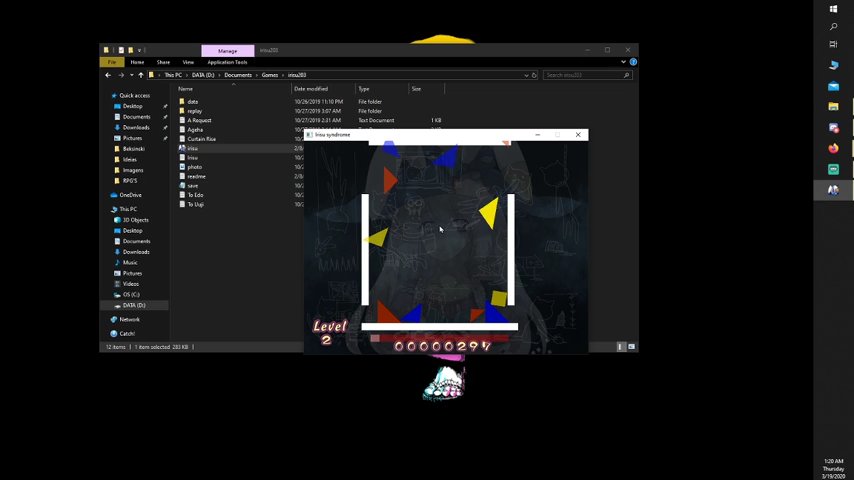 Manage
irisu203
File
Home
Share
View
Application Tools
This PC
DATA (D:)
Documents
Games
irisu203
Search irisu203
Name
Date modified
Type
Size
Quick access
Desktop
Documents
Downloads
Pictures
Beksinski
Ideias
Imagens
RPG'S
OneDrive
This PC
3D Objects
Desktop
Documents
Downloads
Music
Pictures
Videos
OS (C:)
DATA (D:)
Network
Catch!
data
10/26/2019 11:10 PM
File folder
replay
10/27/2019 3:07 AM
File folder
A Request
10/27/2019 2:31 AM
Text Document
1 KB
Ageha
Curtain Rise
irisu
Irisu
photo
readme
save
To Edo
To Uuji
12 items
1 item selected 283 KB
Irisu syndrome
Level
2
00000297
1:20 AM
Thursday
3/19/2020